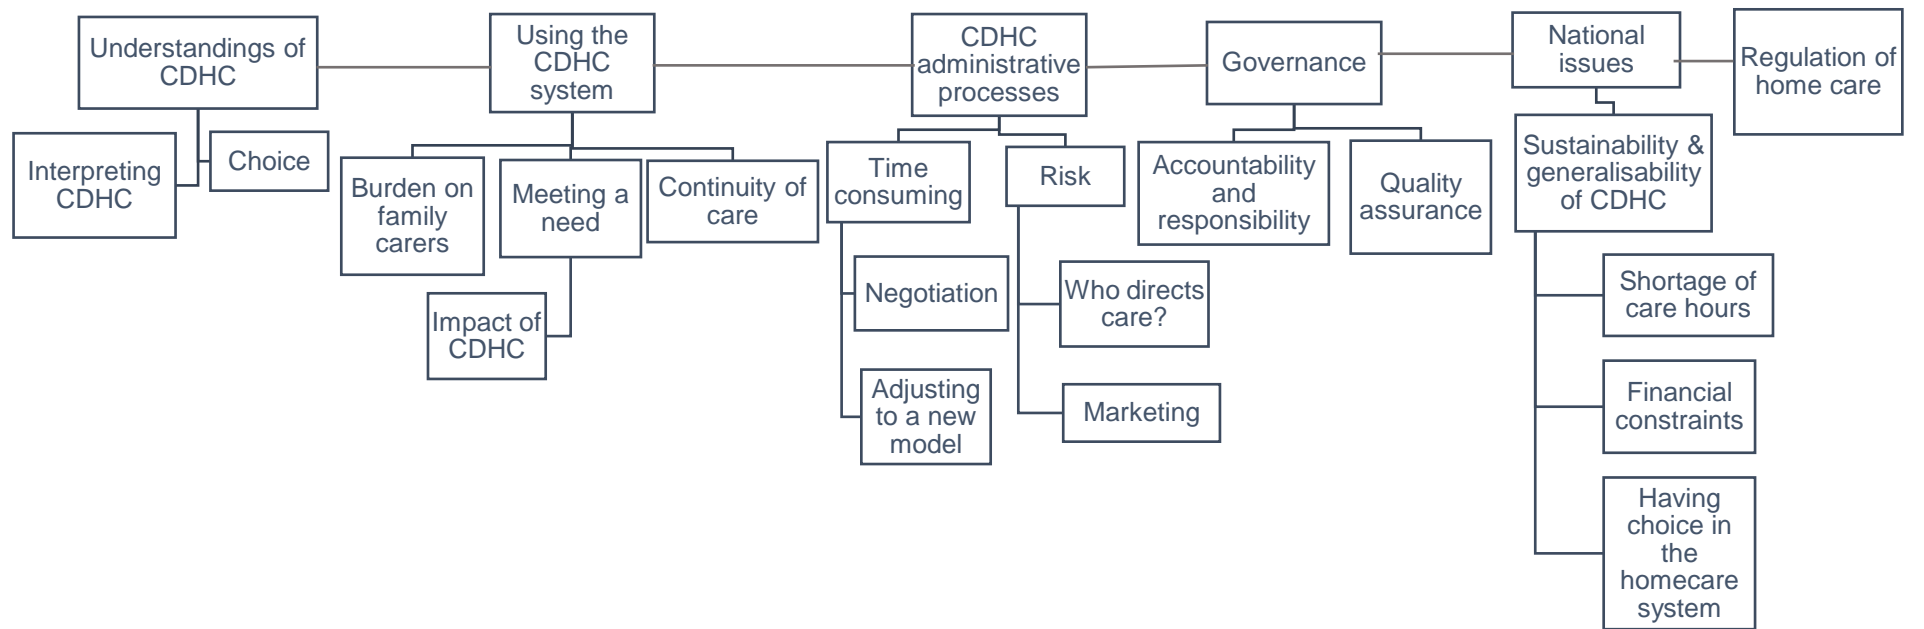 Understandings of
CDHC
Using the
CDHC
system
CDHC
administrative
processes
Governance
National
issues
Regulation of
home care
Interpreting
CDHC
Choice
Burden on
family
carers
Meeting a
need
Continuity of
care
Impact of
CDHC
Time
consuming
Risk
Negotiation
Adjusting
to a new
model
Who directs
care?
Marketing
Accountability
and
responsibility
Quality
assurance
Sustainability &
generalisability
of CDHC
Shortage of
care hours
Financial
constraints
Having
choice in
the
homecare
system